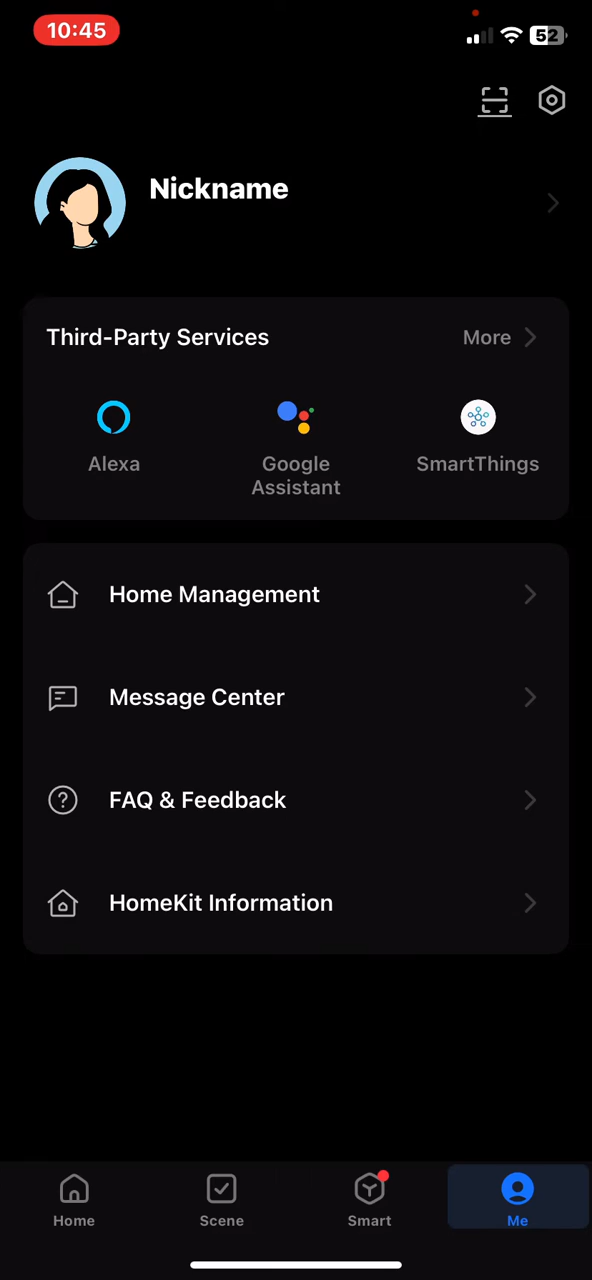 10:45
52
Nickname
Third-Party Services
More
Alexa
Google
Assistant
SmartThings
Home Management
Message Center
FAQ & Feedback
HomeKit Information
Home
Scene
Smart
Me